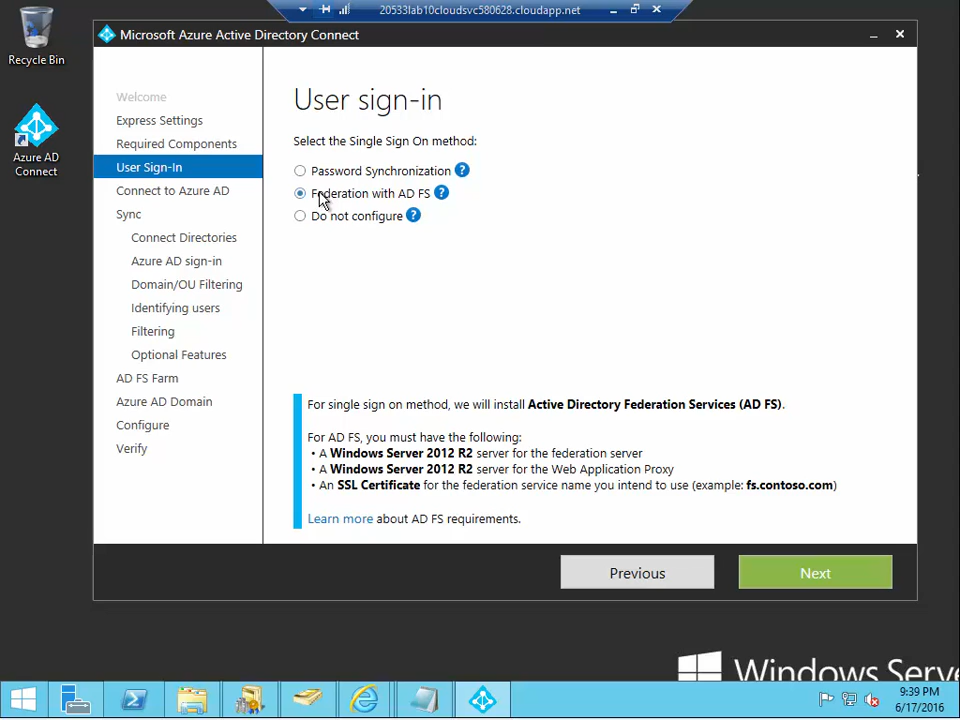 20533lab10cloudsvc580628.cloudapp.net
Recycle Bin
Azure AD
Connect
Microsoft Azure Active Directory Connect
Welcome
Express Settings
Required Components
User Sign-In
Connect to Azure AD
Sync
Connect Directories
Azure AD sign-in
Domain/OU Filtering
Identifying users
Filtering
Optional Features
AD FS Farm
Azure AD Domain
Configure
Verify
User sign-in
Select the Single Sign On method:
Password Synchronization ?
Federation with AD FS ?
Do not configure ?
For single sign on method, we will install Active Directory Federation Services (AD FS).
For AD FS, you must have the following:
• A Windows Server 2012 R2 server for the federation server
• A Windows Server 2012 R2 server for the Web Application Proxy
• An SSL Certificate for the federation service name you intend to use (example: fs.contoso.com)
Learn more about AD FS requirements.
Previous
Next
Windows Serve
9:39 PM
6/17/2016